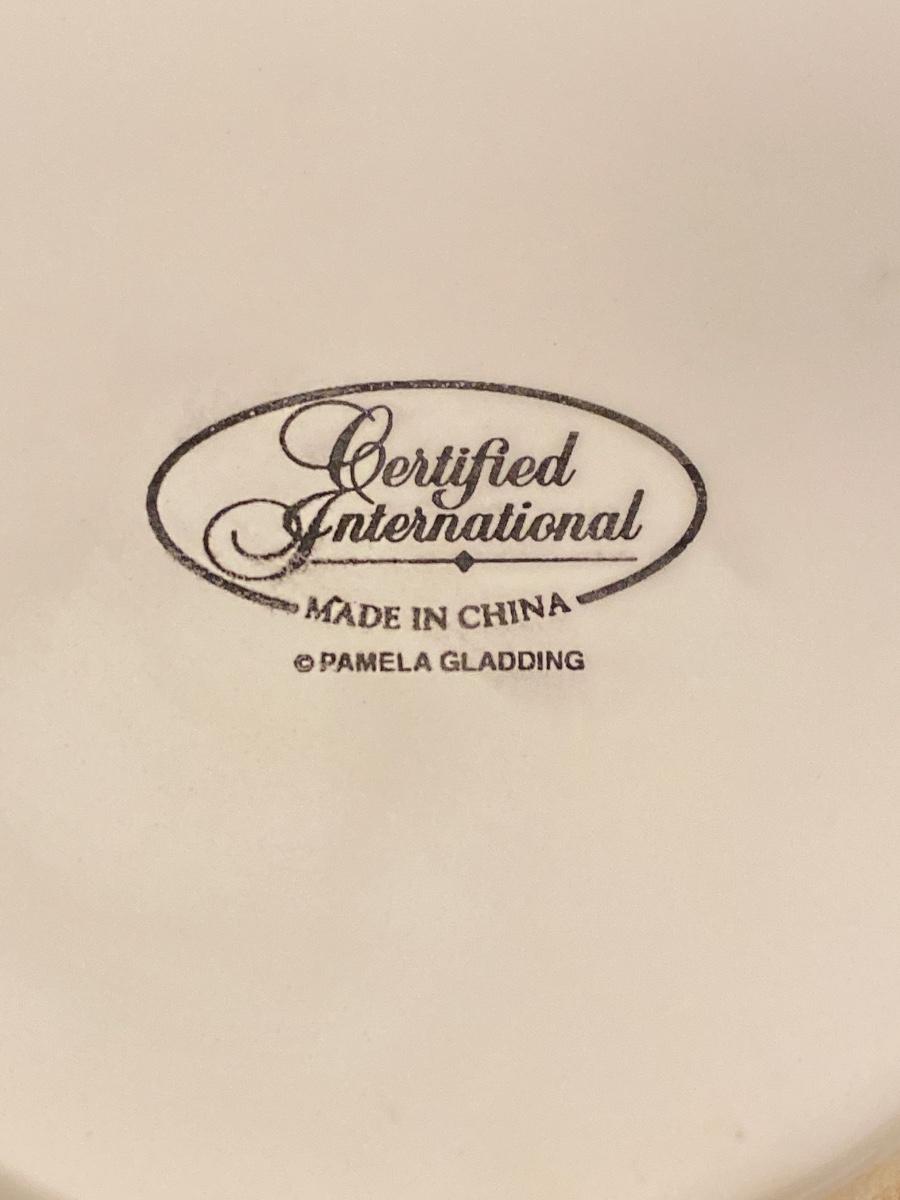 Certified
International
MADE IN CHINA
© PAMELA GLADDING